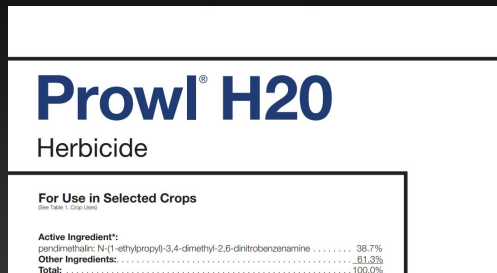 Prowl® H20
Herbicide
For Use in Selected Crops
(See Table 1. Crop Uses)
Active Ingredient*:
pendimethalin: N-(1-ethylpropyl)-3,4-dimethyl-2,6-dinitrobenzenamine . . . . . . . . 38.7%
Other Ingredients:. . . . . . . . . . . . . . . . . . . . . . . . . . . . . . . . . . . . . . . . . 61.3%
Total: . . . . . . . . . . . . . . . . . . . . . . . . . . . . . . . . . . . . . . . . . . . . . . . . . 100.0%